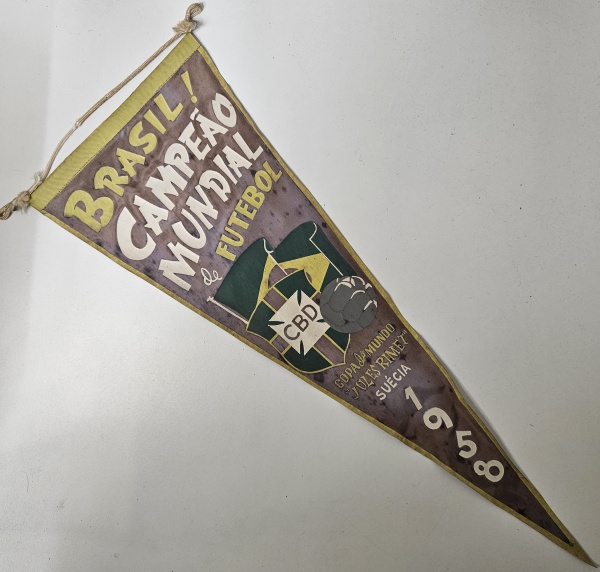 BRASIL!
CAMPEÃO
MUNDIAL
de FUTEBOL
CBD
COPA do MUNDO
"JULES RIMET"
SUÉCIA
1958